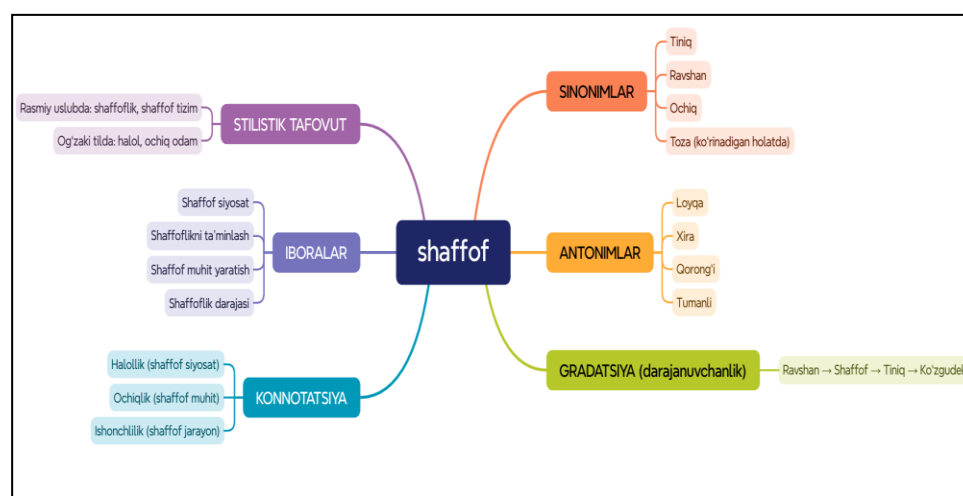 shaffof
SINONIMLAR
Tiniq
Ravshan
Ochiq
Toza (ko'rinadigan holatda)
ANTONIMLAR
Loyqa
Xira
Qorong'i
Tumanli
GRADATSIYA (darajanuvchanlik)
Ravshan → Shaffof → Tiniq → Ko'zgudek
STILISTIK TAFOVUT
Rasmiy uslubda: shaffoflik, shaffof tizim
Og'zaki tilda: halol, ochiq odam
IBORALAR
Shaffof siyosat
Shaffoflikni ta'minlash
Shaffof muhit yaratish
Shaffoflik darajasi
KONNOTATSIYA
Halollik (shaffof siyosat)
Ochiqlik (shaffof muhit)
Ishonchlilik (shaffof jarayon)